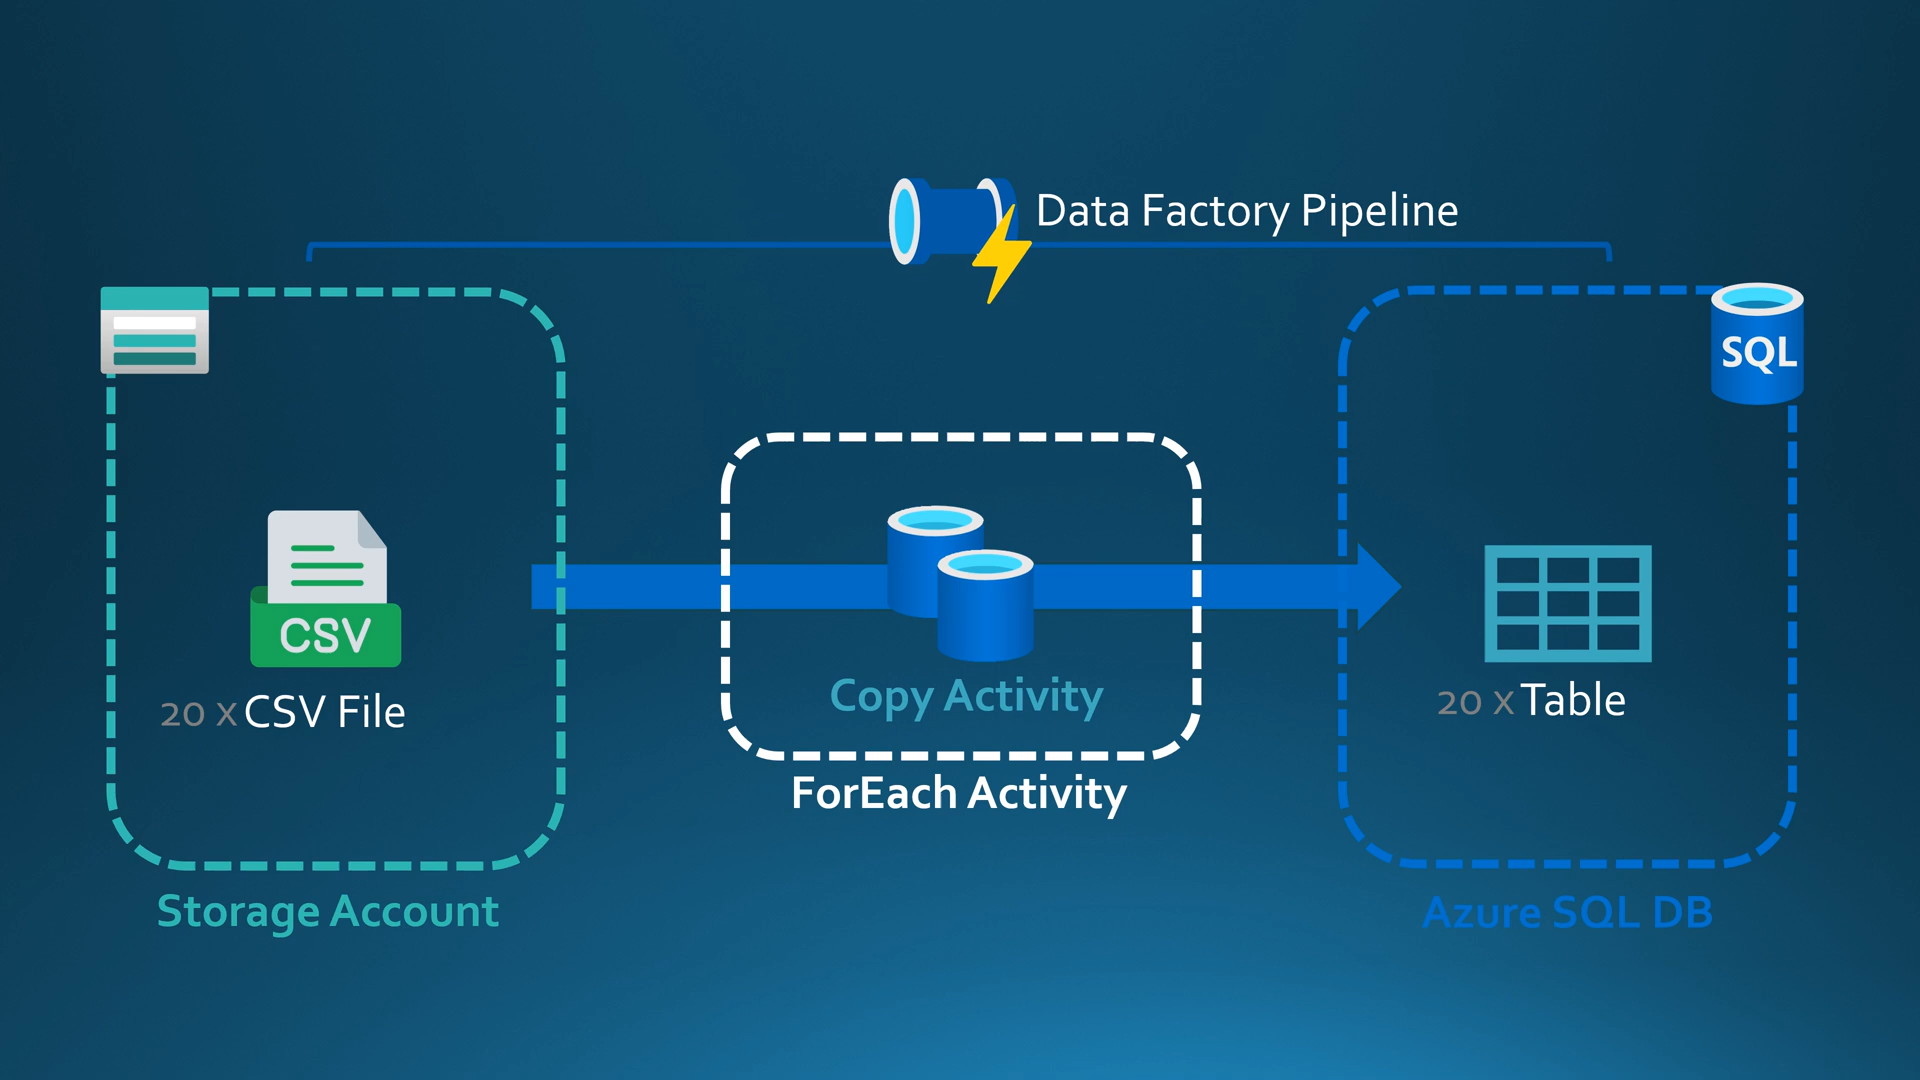 Data Factory Pipeline
SQL
CSV
20 x CSV File
Copy Activity
20 x Table
ForEach Activity
Storage Account
Azure SQL DB